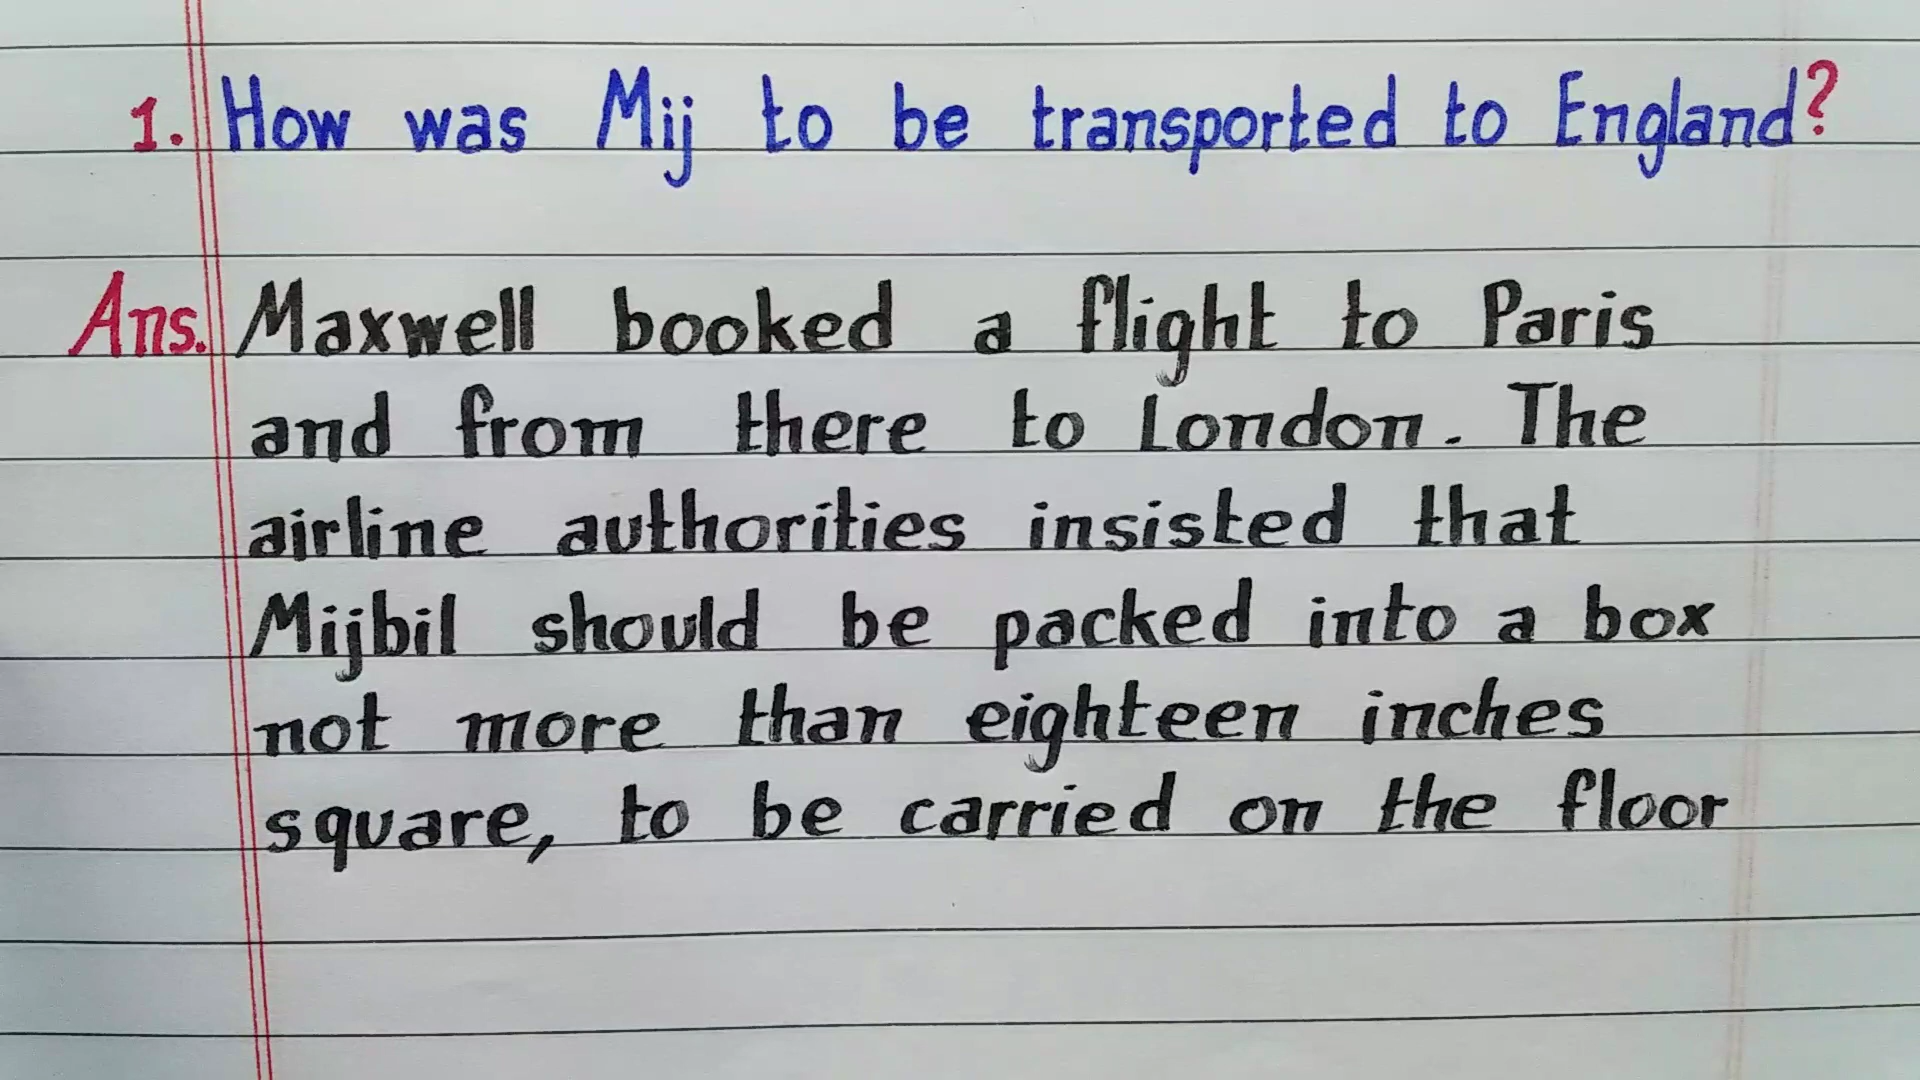 1. How was Mij to be transported to England?
Ans. Maxwell booked a flight to Paris
and from there to London. The
airline authorities insisted that
Mijbil should be packed into a box
not more than eighteen inches
square, to be carried on the floor